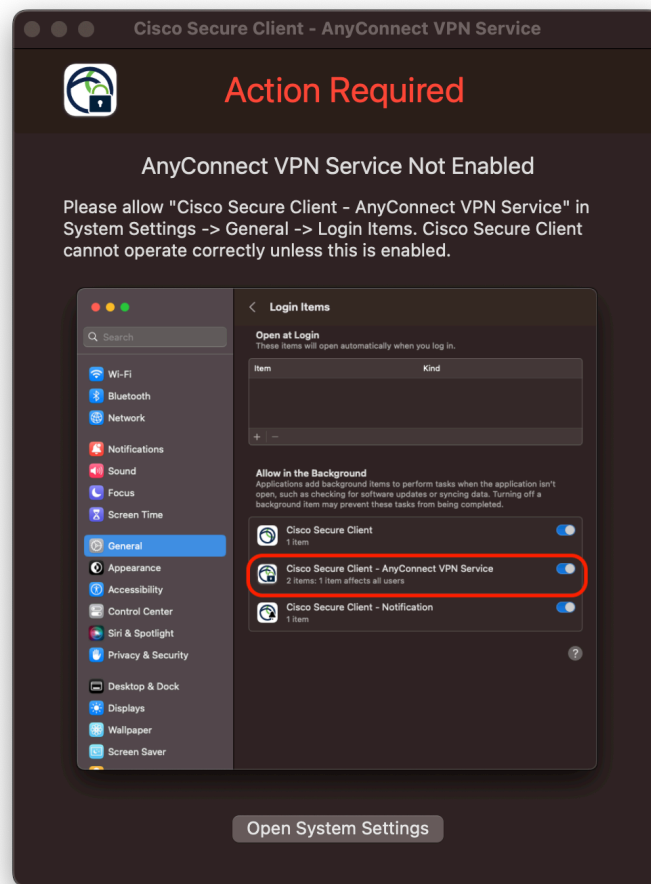 Cisco Secure Client - AnyConnect VPN Service
Action Required
AnyConnect VPN Service Not Enabled
Please allow "Cisco Secure Client - AnyConnect VPN Service" in
System Settings -> General -> Login Items. Cisco Secure Client
cannot operate correctly unless this is enabled.
Search
Wi-Fi
Bluetooth
Network
Notifications
Sound
Focus
Screen Time
General
Appearance
Accessibility
Control Center
Siri & Spotlight
Privacy & Security
Desktop & Dock
Displays
Wallpaper
Screen Saver
Login Items
Open at Login
These items will open automatically when you log in.
Item Kind
+ −
Allow in the Background
Applications add background items to perform tasks when the application isn't
open, such as checking for software updates or syncing data. Turning off a
background item may prevent these tasks from being completed.
Cisco Secure Client
1 item
Cisco Secure Client - AnyConnect VPN Service
2 items: 1 item affects all users
Cisco Secure Client - Notification
1 item
?
Open System Settings